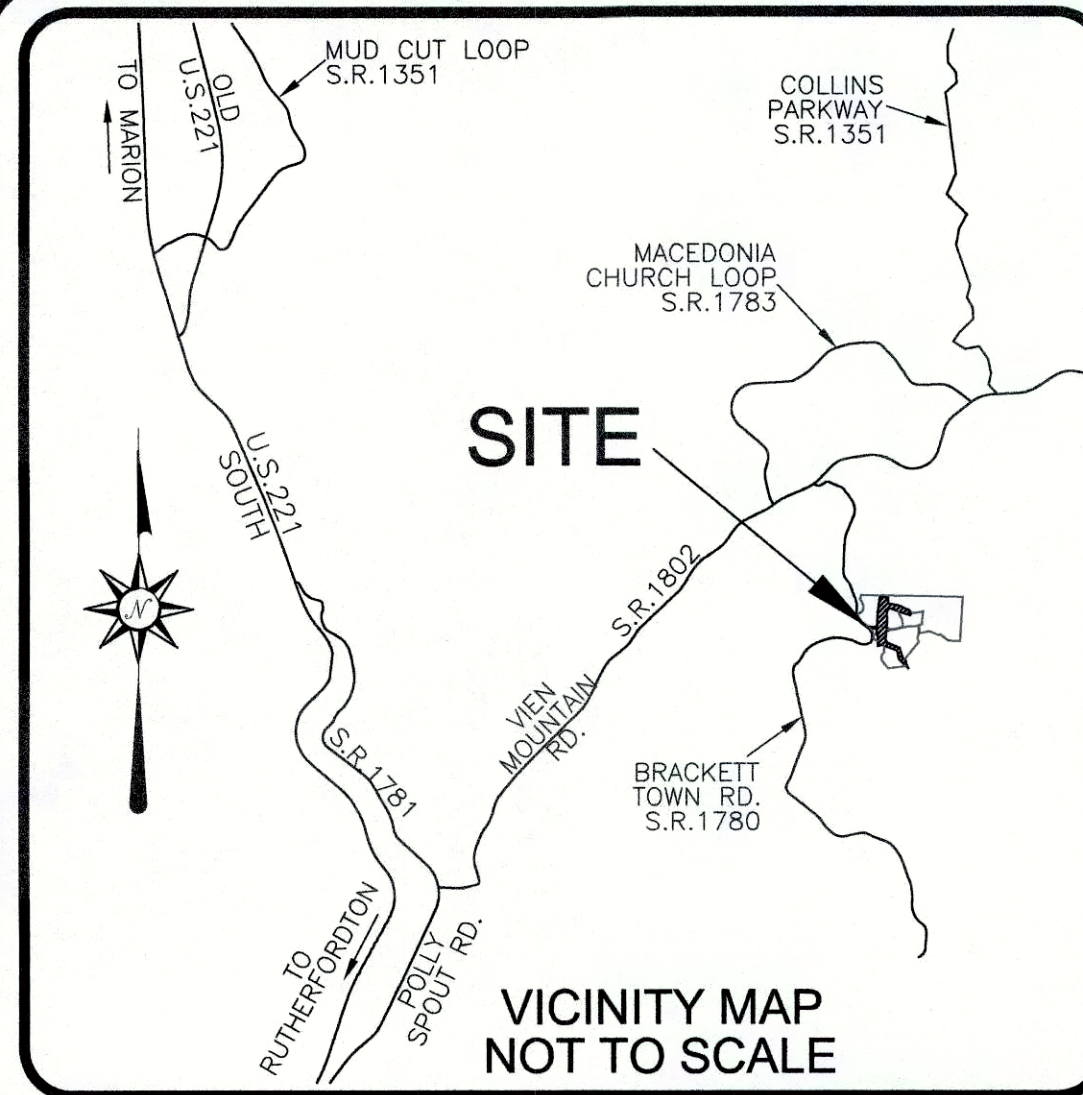 MUD CUT LOOP
S.R.1351
TO MARION
OLD
U.S.221
COLLINS
PARKWAY
S.R.1351
MACEDONIA
CHURCH LOOP
S.R.1783
SITE
U.S.221
SOUTH
N
S.R.1802
VIEN
MOUNTAIN
RD.
S.R.1781
BRACKETT
TOWN RD.
S.R.1780
TO
RUTHERFORDTON
POLLY
SPOUT RD.
VICINITY MAP
NOT TO SCALE